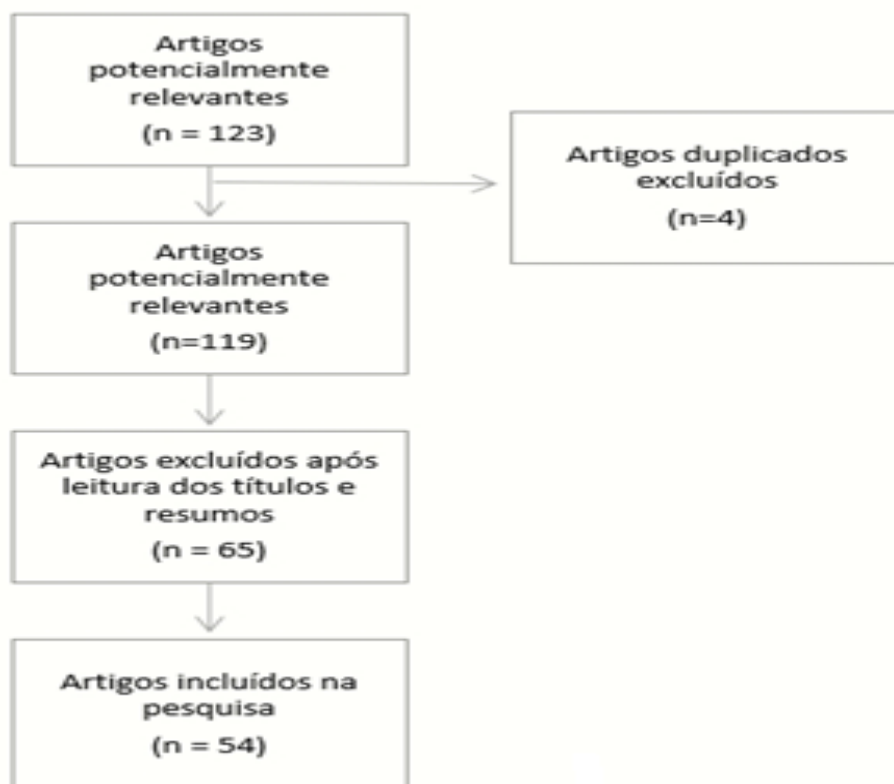 Artigos
potencialmente
relevantes
(n = 123)
Artigos duplicados
excluídos
(n=4)
Artigos
potencialmente
relevantes
(n=119)
Artigos excluídos após
leitura dos títulos e
resumos
(n = 65)
Artigos incluídos na
pesquisa
(n = 54)